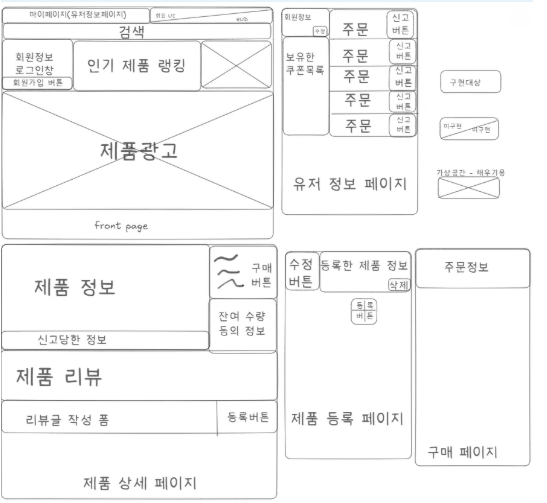 마이페이지(유저정보페이지)
검색
회원정보
로그인창
회원가입 버튼
인기 제품 랭킹
제품광고
front page
회원정보
수정
보유한
쿠폰목록
주문
신고
버튼
주문
신고
버튼
주문
신고
버튼
주문
신고
버튼
주문
신고
버튼
유저 정보 페이지
구현대상
미구현
미구현
가상공간 - 채우기용
제품 정보
구매
버튼
잔여 수량
등의 정보
신고당한 정보
제품 리뷰
리뷰글 작성 폼
등록버튼
제품 상세 페이지
수정
버튼
등록한 제품 정보
삭제
등록
버튼
제품 등록 페이지
주문정보
구매 페이지